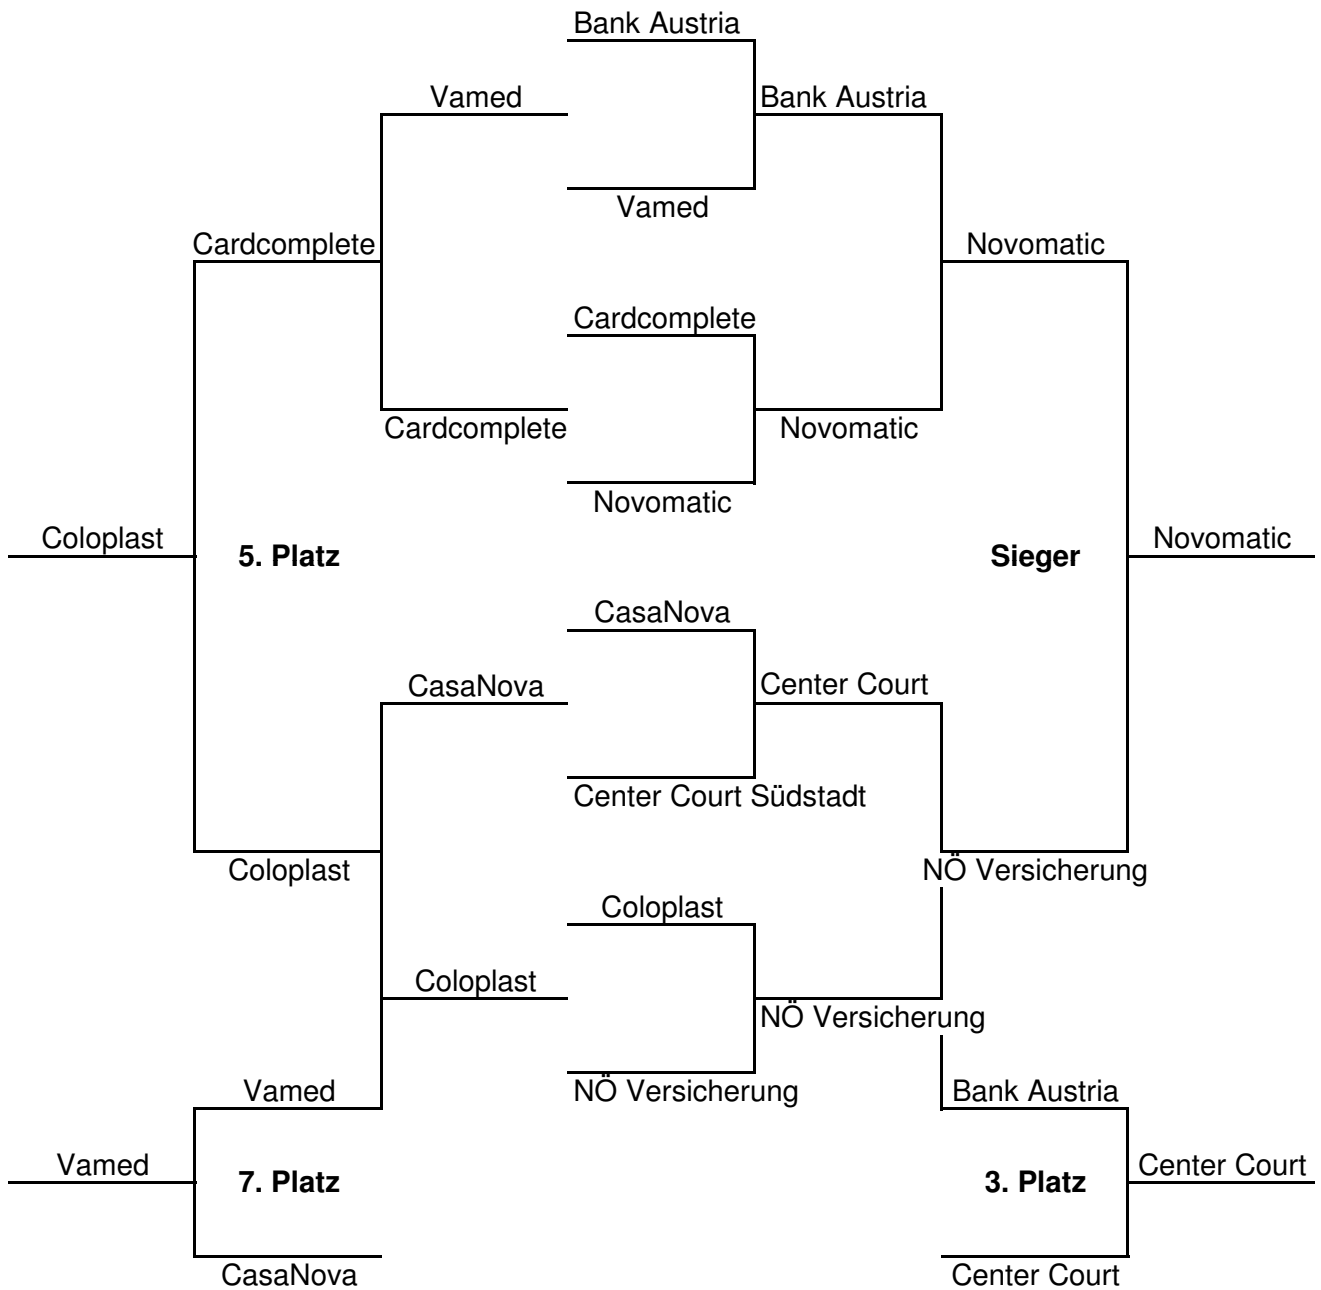 Bank Austria
Vamed
Bank Austria
Vamed
Cardcomplete
Novomatic
Cardcomplete
Cardcomplete
Novomatic
Novomatic
Coloplast
5. Platz
Sieger
Novomatic
CasaNova
CasaNova
Center Court
Center Court Südstadt
Coloplast
NÖ Versicherung
Coloplast
Coloplast
NÖ Versicherung
Vamed
NÖ Versicherung
Bank Austria
Vamed
7. Platz
3. Platz
Center Court
CasaNova
Center Court